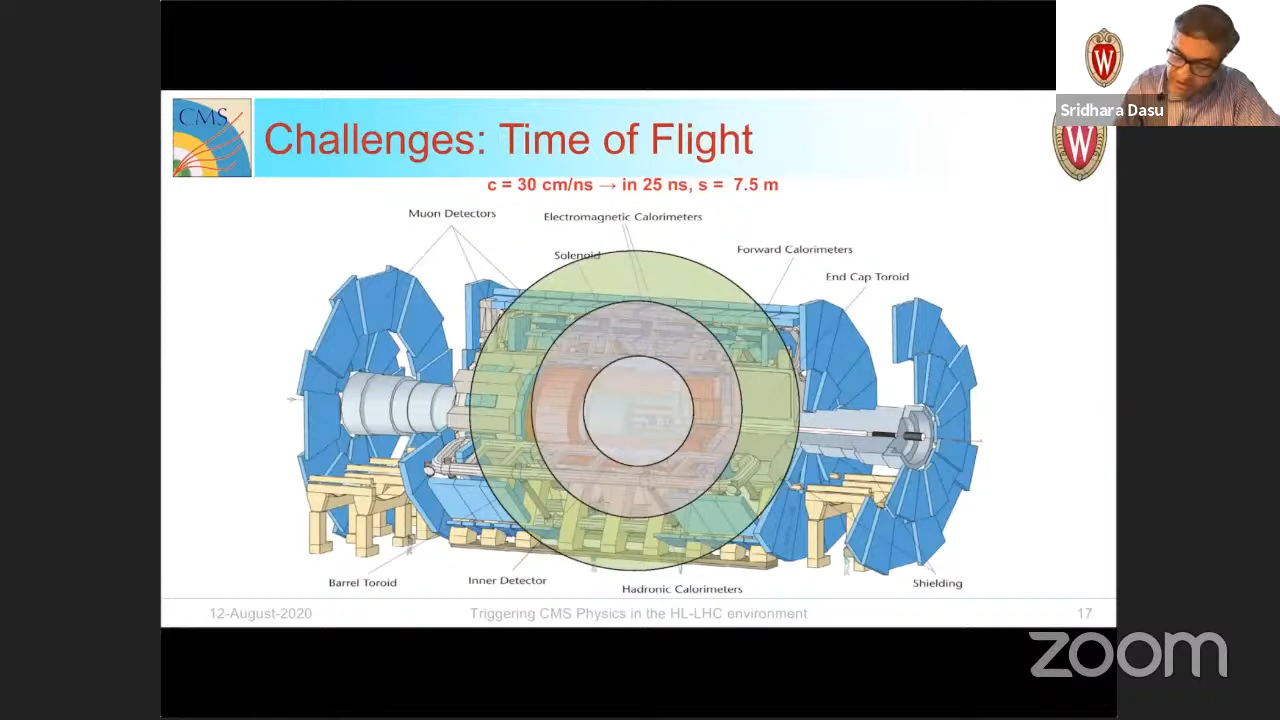 W
Sridhara Dasu
CMS
Challenges: Time of Flight
W
c = 30 cm/ns → in 25 ns, s = 7.5 m
Muon Detectors
Electromagnetic Calorimeters
Solenoid
Forward Calorimeters
End Cap Toroid
Barrel Toroid
Inner Detector
Hadronic Calorimeters
Shielding
12-August-2020
Triggering CMS Physics in the HL-LHC environment
17
zoom